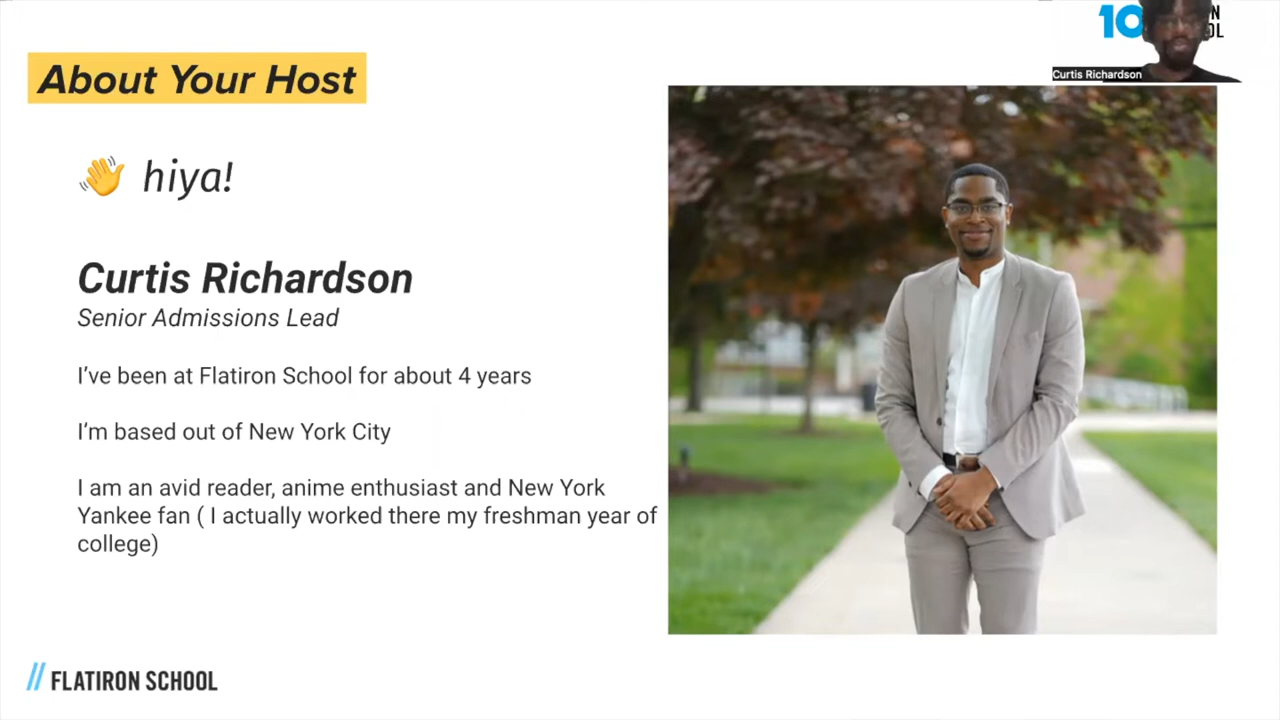 10
Curtis Richardson
About Your Host
hiya!
Curtis Richardson
Senior Admissions Lead
I've been at Flatiron School for about 4 years
I'm based out of New York City
I am an avid reader, anime enthusiast and New York
Yankee fan ( I actually worked there my freshman year of
college)
// FLATIRON SCHOOL